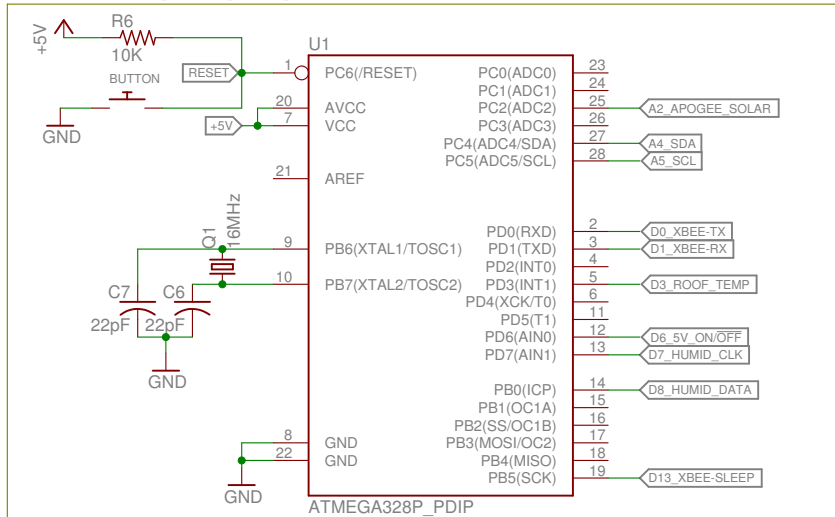 +5V
R6
10K
BUTTON
GND
RESET
+5V
U1
1 PC6(/RESET)
20 AVCC
7 VCC
21 AREF
9 PB6(XTAL1/TOSC1)
10 PB7(XTAL2/TOSC2)
8 GND
22 GND
Q1
16MHz
C7
22pF
C6
22pF
GND
GND
PC0(ADC0) 23
PC1(ADC1) 24
PC2(ADC2) 25 A2_APOGEE_SOLAR
PC3(ADC3) 26
PC4(ADC4/SDA) 27 A4_SDA
PC5(ADC5/SCL) 28 A5_SCL
PD0(RXD) 2 D0_XBEE-TX
PD1(TXD) 3 D1_XBEE-RX
PD2(INT0) 4
PD3(INT1) 5 D3_ROOF_TEMP
PD4(XCK/T0) 6
PD5(T1) 11
PD6(AIN0) 12 D6_5V_ON/OFF
PD7(AIN1) 13 D7_HUMID_CLK
PB0(ICP) 14 D8_HUMID_DATA
PB1(OC1A) 15
PB2(SS/OC1B) 16
PB3(MOSI/OC2) 17
PB4(MISO) 18
PB5(SCK) 19 D13_XBEE-SLEEP
ATMEGA328P_PDIP